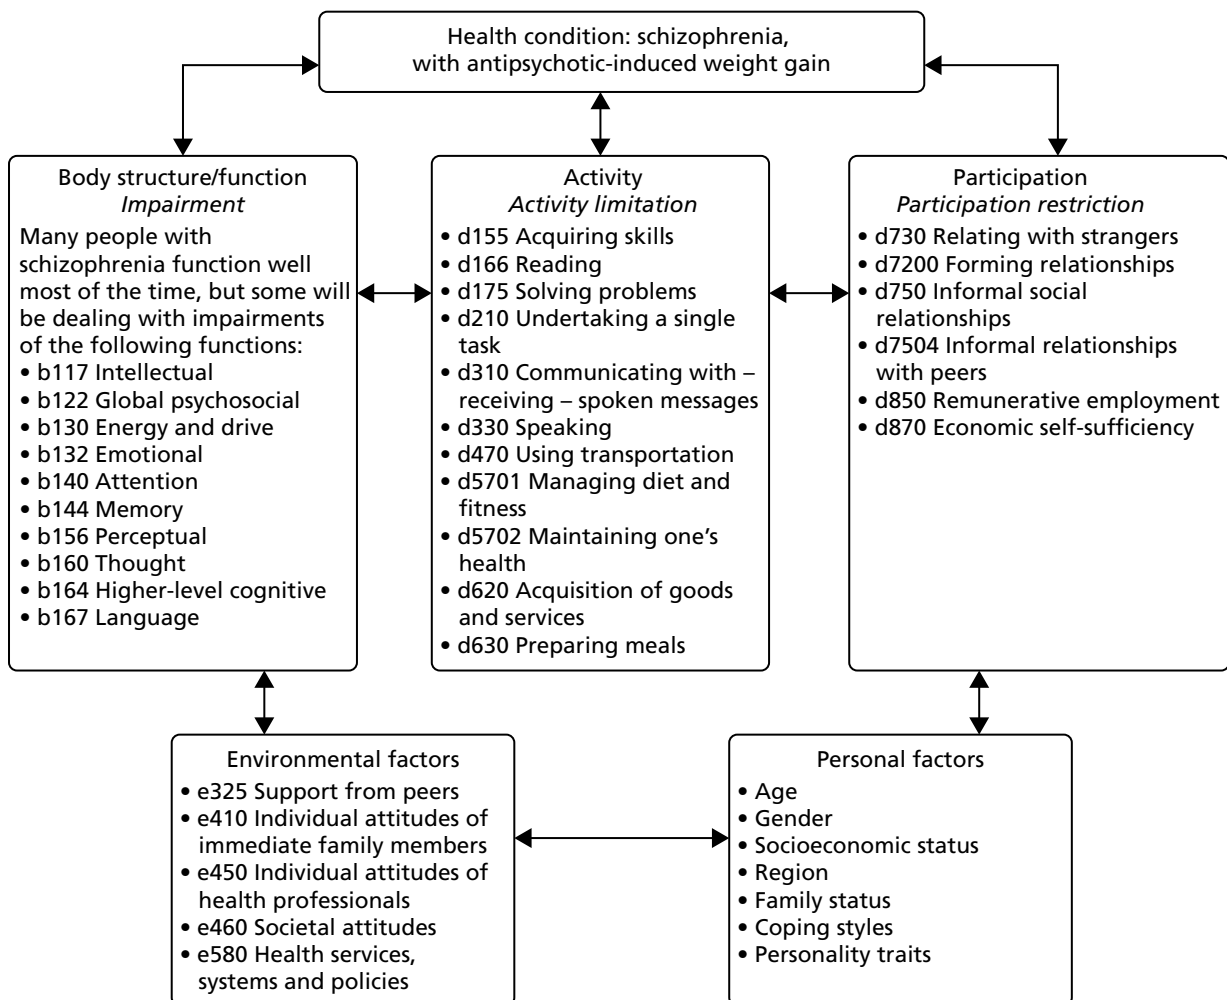 Health condition: schizophrenia,
with antipsychotic-induced weight gain
Body structure/function
Impairment
Many people with
schizophrenia function well
most of the time, but some will
be dealing with impairments
of the following functions:
• b117 Intellectual
• b122 Global psychosocial
• b130 Energy and drive
• b132 Emotional
• b140 Attention
• b144 Memory
• b156 Perceptual
• b160 Thought
• b164 Higher-level cognitive
• b167 Language
Activity
Activity limitation
• d155 Acquiring skills
• d166 Reading
• d175 Solving problems
• d210 Undertaking a single
task
• d310 Communicating with –
receiving – spoken messages
• d330 Speaking
• d470 Using transportation
• d5701 Managing diet and
fitness
• d5702 Maintaining one's
health
• d620 Acquisition of goods
and services
• d630 Preparing meals
Participation
Participation restriction
• d730 Relating with strangers
• d7200 Forming relationships
• d750 Informal social
relationships
• d7504 Informal relationships
with peers
• d850 Remunerative employment
• d870 Economic self-sufficiency
Environmental factors
• e325 Support from peers
• e410 Individual attitudes of
immediate family members
• e450 Individual attitudes of
health professionals
• e460 Societal attitudes
• e580 Health services,
systems and policies
Personal factors
• Age
• Gender
• Socioeconomic status
• Region
• Family status
• Coping styles
• Personality traits